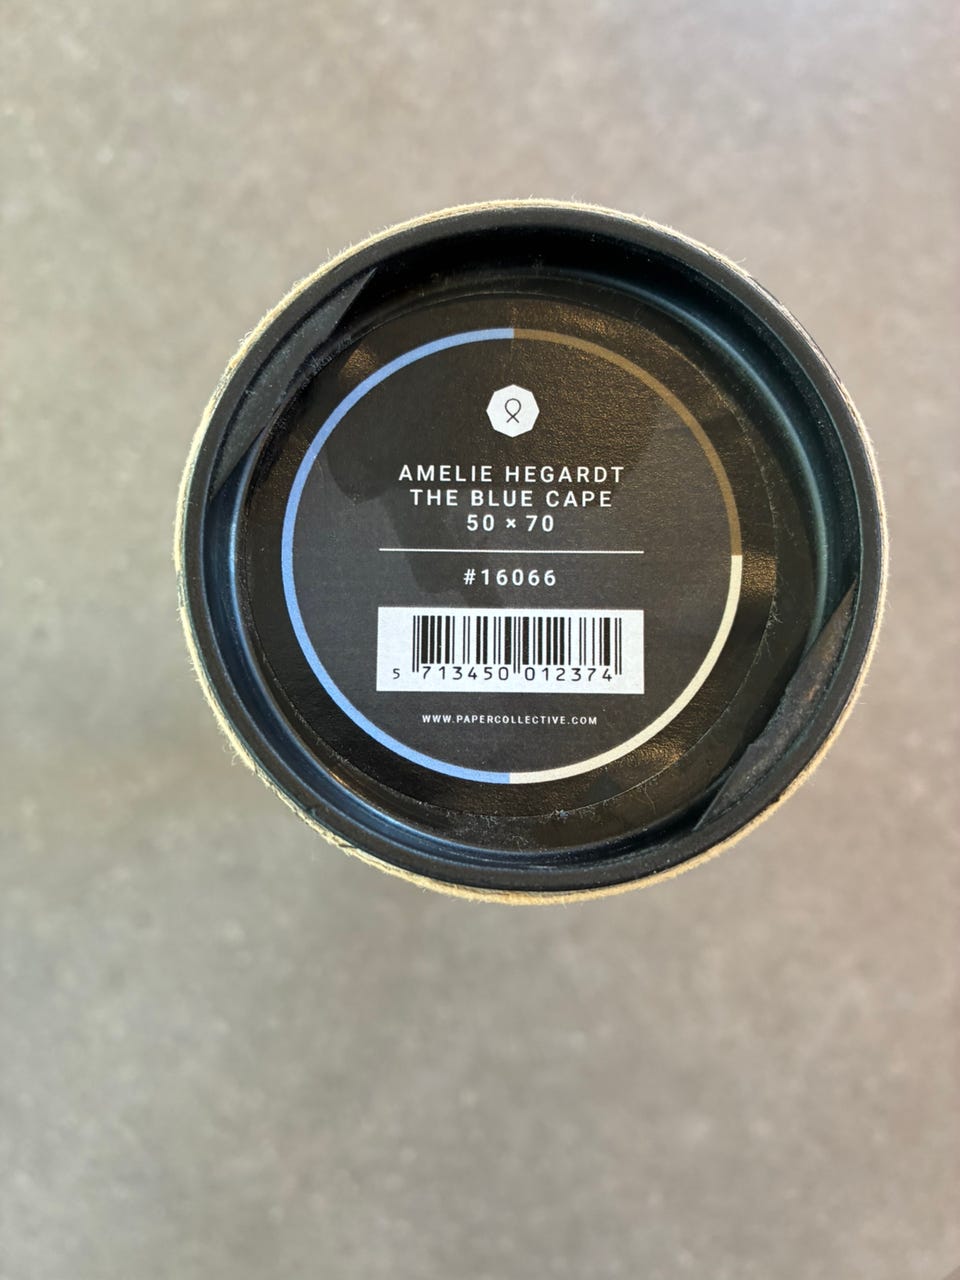 AMELIE HEGARDT
THE BLUE CAPE
50 × 70
#16066
5 713450 012374
WWW.PAPERCOLLECTIVE.COM